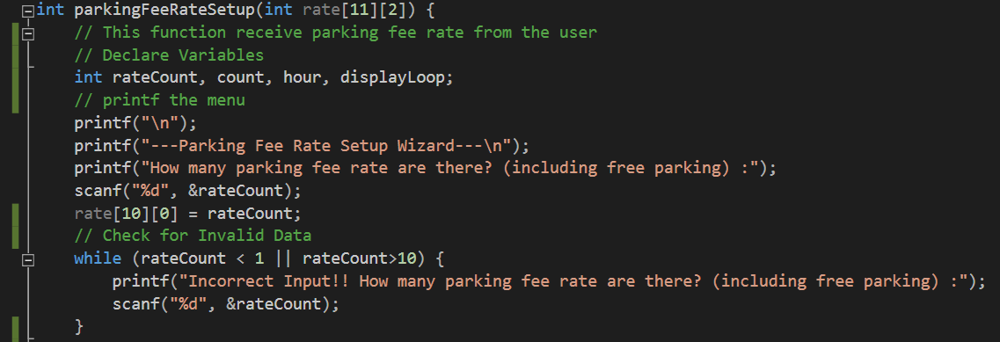 int parkingFeeRateSetup(int rate[11][2]) {
// This function receive parking fee rate from the user
// Declare Variables
int rateCount, count, hour, displayLoop;
// printf the menu
printf("\n");
printf("---Parking Fee Rate Setup Wizard---\n");
printf("How many parking fee rate are there? (including free parking) :");
scanf("%d", &rateCount);
rate[10][0] = rateCount;
// Check for Invalid Data
while (rateCount < 1 || rateCount>10) {
printf("Incorrect Input!! How many parking fee rate are there? (including free parking) :");
scanf("%d", &rateCount);
}